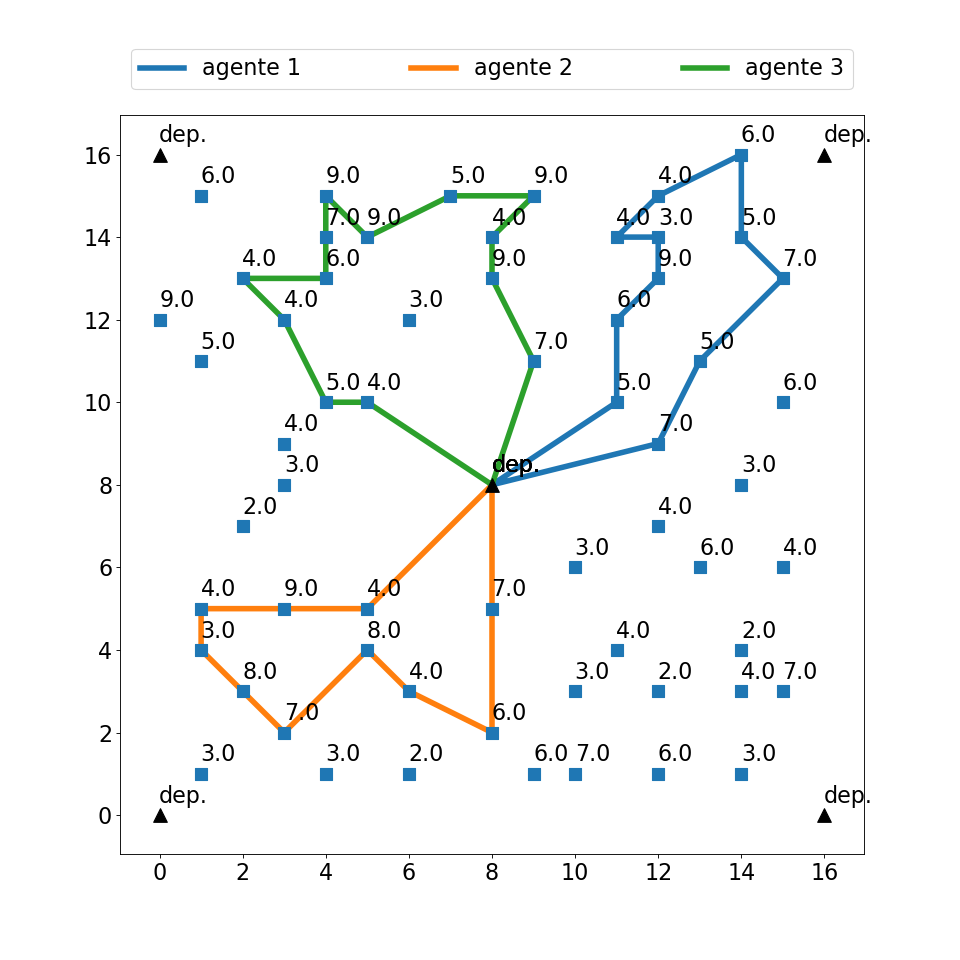 agente 1 agente 2 agente 3
dep. 6.0 dep.
16
6.0 9.0 5.0 9.0 4.0
7.0 9.0 4.0 4.0 3.0 5.0
14
4.0 6.0 9.0 9.0 7.0
9.0 4.0 3.0 6.0
12
5.0 7.0 5.0
5.0 4.0 5.0 6.0
10
4.0 7.0
3.0 dep. 3.0
8
2.0 4.0
3.0 6.0 4.0
6
4.0 9.0 4.0 7.0
3.0 8.0 4.0 2.0
4
8.0 4.0 3.0 2.0 4.0 7.0
7.0 6.0
2
3.0 3.0 2.0 6.0 7.0 6.0 3.0
dep. dep.
0
0 2 4 6 8 10 12 14 16